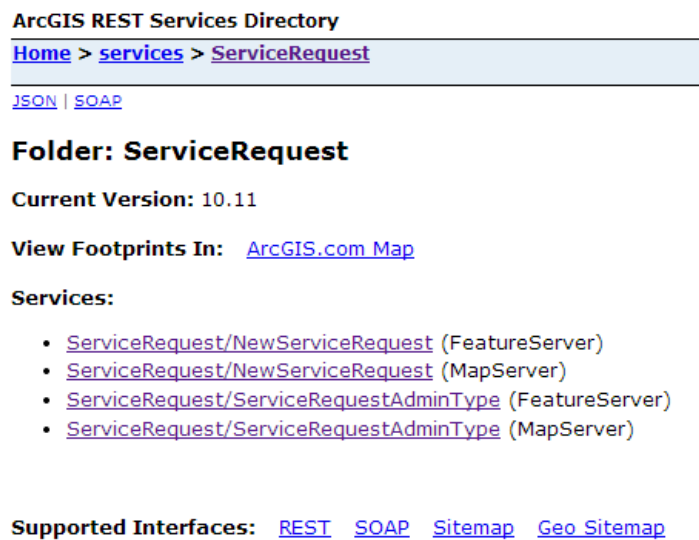 ArcGIS REST Services Directory
Home > services > ServiceRequest
JSON | SOAP
Folder: ServiceRequest
Current Version: 10.11
View Footprints In: ArcGIS.com Map
Services:
• ServiceRequest/NewServiceRequest (FeatureServer)
• ServiceRequest/NewServiceRequest (MapServer)
• ServiceRequest/ServiceRequestAdminType (FeatureServer)
• ServiceRequest/ServiceRequestAdminType (MapServer)
Supported Interfaces: REST SOAP Sitemap Geo Sitemap